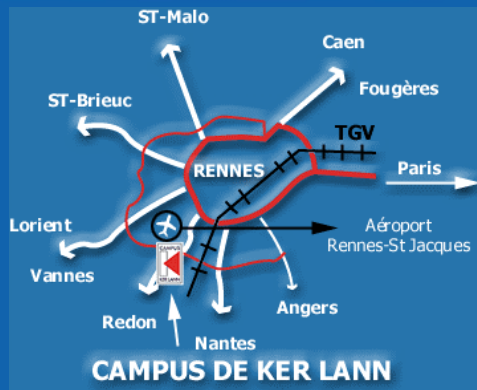 ST-Malo
Caen
Fougères
ST-Brieuc
TGV
RENNES
Paris
Lorient
Aéroport
Rennes-St Jacques
Vannes
CAMPUS
KER LANN
Redon
Angers
Nantes
CAMPUS DE KER LANN